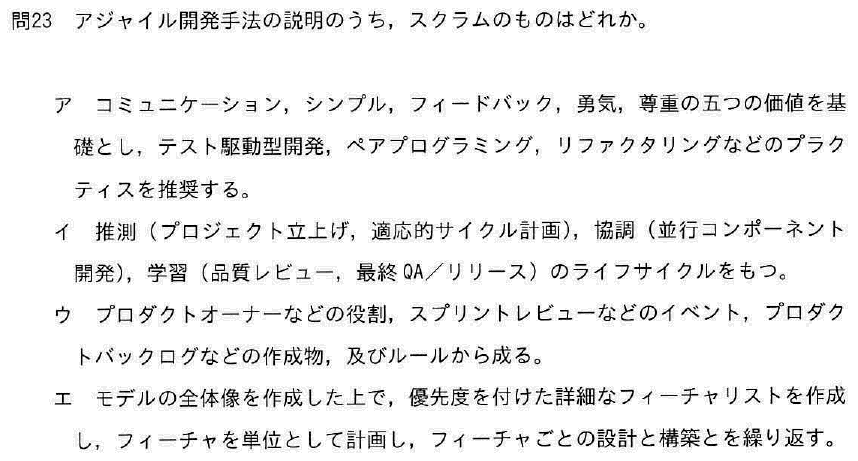 問23　アジャイル開発手法の説明のうち，スクラムのものはどれか。
ア　コミュニケーション，シンプル，フィードバック，勇気，尊重の五つの価値を基
礎とし，テスト駆動型開発，ペアプログラミング，リファクタリングなどのプラク
ティスを推奨する。
イ　推測（プロジェクト立上げ，適応的サイクル計画），協調（並行コンポーネント
開発），学習（品質レビュー，最終QA／リリース）のライフサイクルをもつ。
ウ　プロダクトオーナーなどの役割，スプリントレビューなどのイベント，プロダク
トバックログなどの作成物，及びルールから成る。
エ　モデルの全体像を作成した上で，優先度を付けた詳細なフィーチャリストを作成
し，フィーチャを単位として計画し，フィーチャごとの設計と構築とを繰り返す。